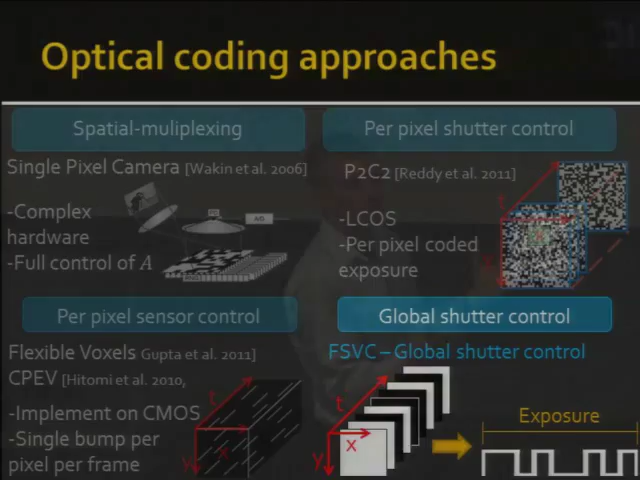 Optical coding approaches
Spatial-muliplexing
Single Pixel Camera [Wakin et al. 2006]
-Complex
hardware
-Full control of A
Per pixel shutter control
P2C2 [Reddy et al. 2011]
-LCOS
-Per pixel coded
exposure
t
x
Per pixel sensor control
Flexible Voxels Gupta et al. 2011]
CPEV [Hitomi et al. 2010,
-Implement on CMOS
-Single bump per
pixel per frame
t
x
y
Global shutter control
FSVC – Global shutter control
t
x
y
Exposure